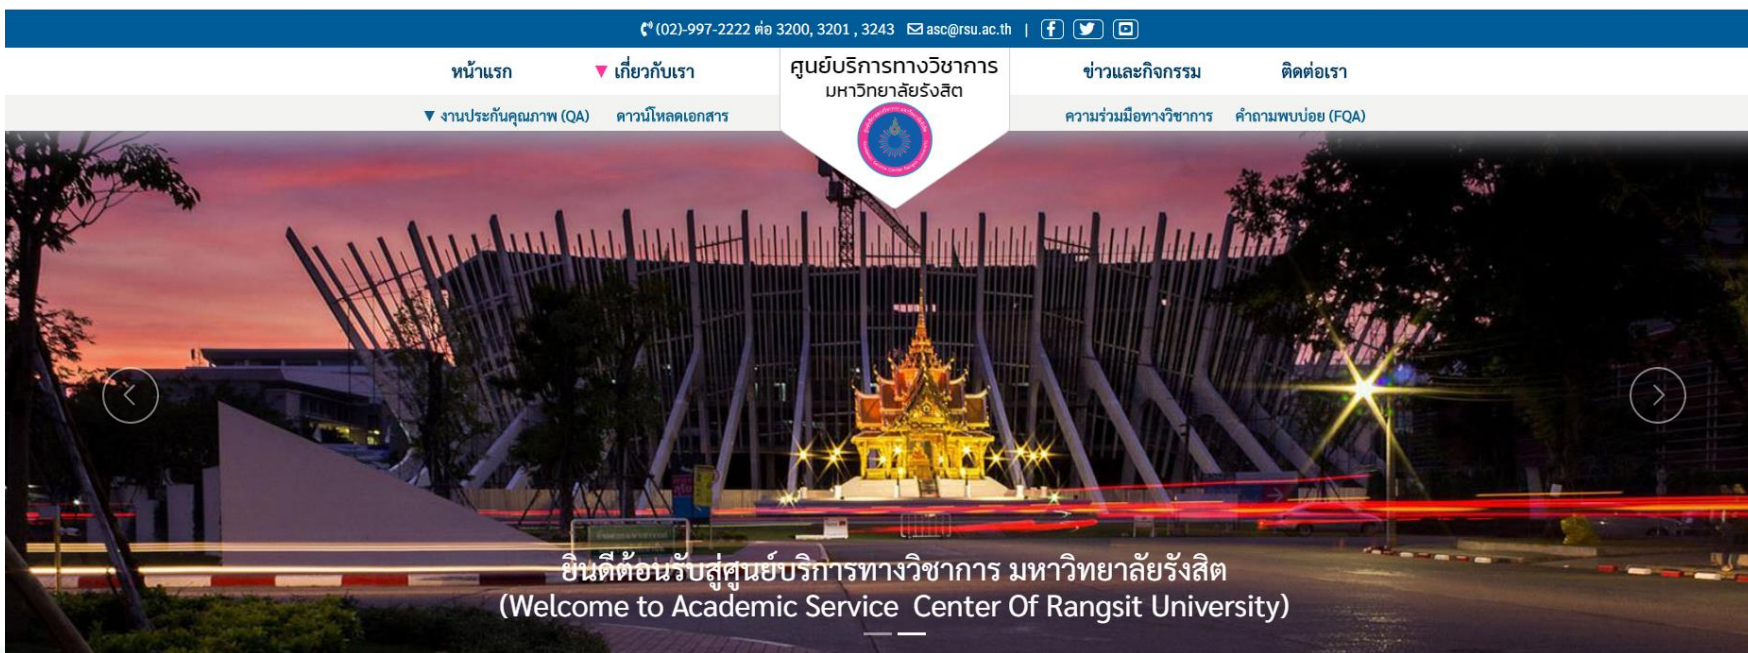 (02)-997-2222 ต่อ 3200, 3201 , 3243 asc@rsu.ac.th |
หน้าแรก ▼ เกี่ยวกับเรา ศูนย์บริการทางวิชาการ ข่าวและกิจกรรม ติดต่อเรา
มหาวิทยาลัยรังสิต
▼ งานประกันคุณภาพ (QA) ดาวน์โหลดเอกสาร ความร่วมมือทางวิชาการ คำถามพบบ่อย (FQA)
ยินดีต้อนรับสู่ศูนย์บริการทางวิชาการ มหาวิทยาลัยรังสิต
(Welcome to Academic Service Center Of Rangsit University)